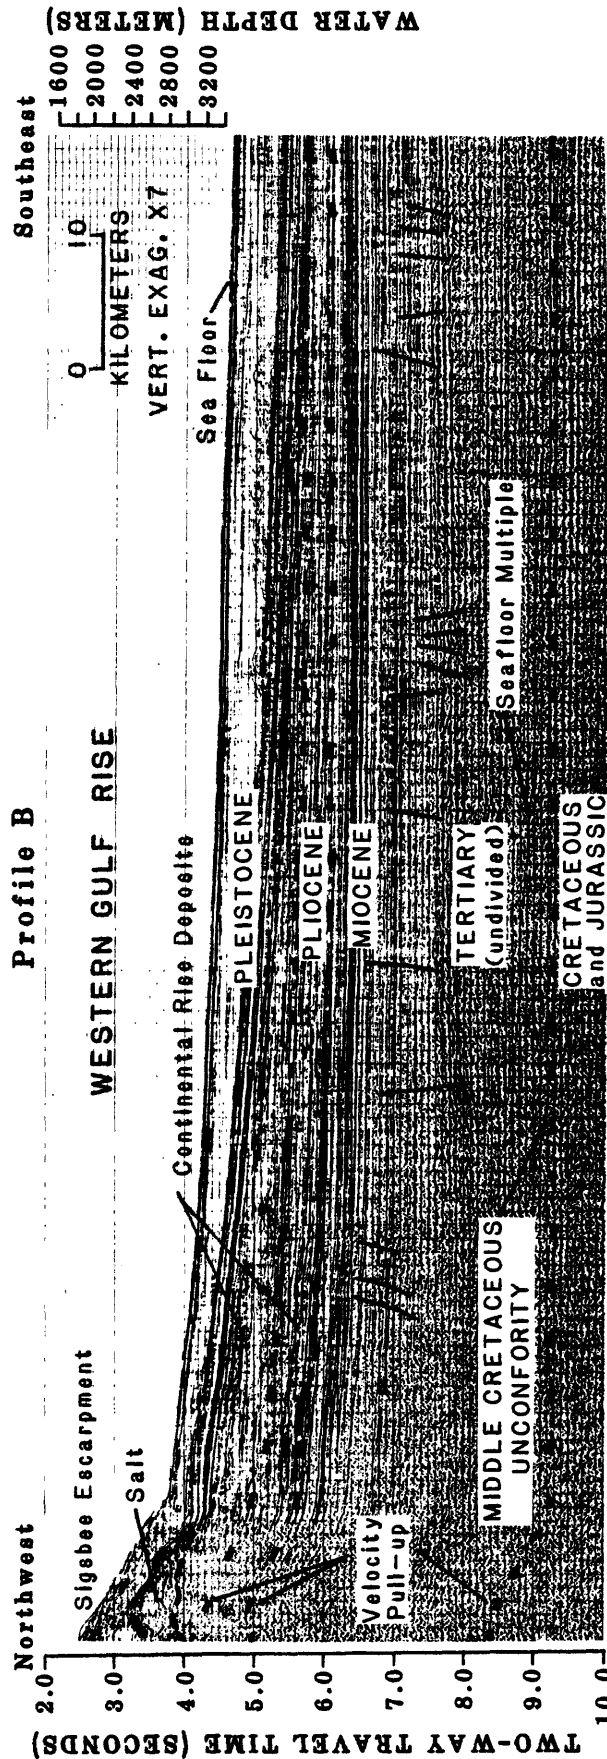 Profile B
Northwest
Southeast
WESTERN GULF RISE
0 10
KILOMETERS
VERT. EXAG. X7
Sigsbee Escarpment
Salt
Continental Rise Deposits
Sea Floor
PLEISTOCENE
PLIOCENE
MIOCENE
Velocity
Pull-up
TERTIARY
(undivided)
Seafloor Multiple
MIDDLE CRETACEOUS
UNCONFORITY
CRETACEOUS
and JURASSIC
TWO-WAY TRAVEL TIME (SECONDS)
2.0
3.0
4.0
5.0
6.0
7.0
8.0
9.0
10.0
WATER DEPTH (METERS)
1600
2000
2400
2800
3200